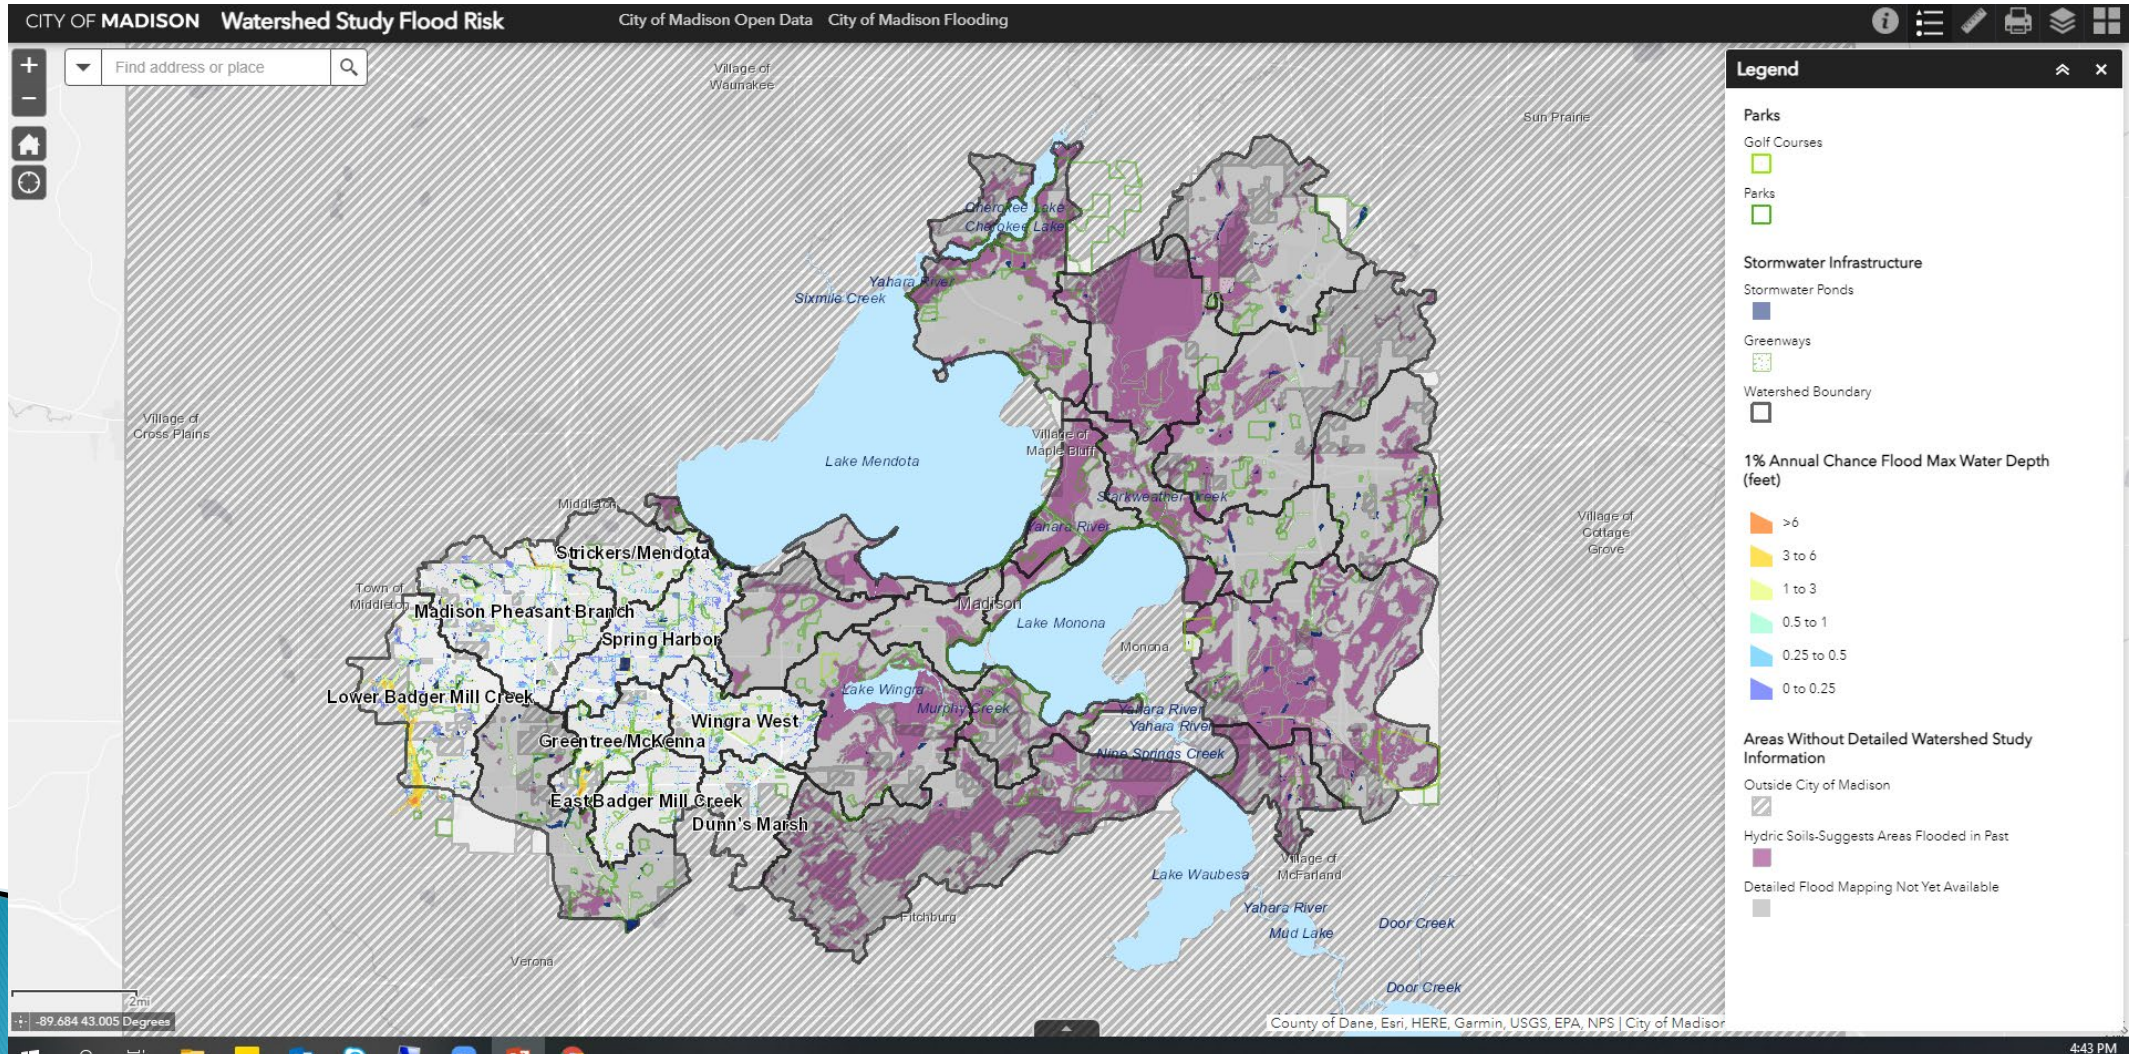 CITY OF MADISON Watershed Study Flood Risk City of Madison Open Data City of Madison Flooding
Find address or place
Village of
Waunakee
Sun Prairie
Cherokee Lake
Cherokee Lake
Yahara River
Sixmile Creek
Village of
Cross Plains
Village of
Maple Bluff
Lake Mendota
Starkweather Creek
Middleton
Yahara River
Village of
Cottage
Grove
Strickers/Mendota
Town of
Middleton
Madison Pheasant Branch
Madison
Lake Monona
Spring Harbor
Monona
Lower Badger Mill Creek
Lake Wingra
Murphy Creek
Wingra West
Yahara River
Yahara River
Greentree/McKenna
Nine Springs Creek
East Badger Mill Creek
Dunn's Marsh
Village of
McFarland
Lake Waubesa
Fitchburg
Yahara River
Mud Lake
Door Creek
Verona
Door Creek
2mi
-89.684 43.005 Degrees
County of Dane, Esri, HERE, Garmin, USGS, EPA, NPS | City of Madison
Legend
Parks
Golf Courses
Parks
Stormwater Infrastructure
Stormwater Ponds
Greenways
Watershed Boundary
1% Annual Chance Flood Max Water Depth
(feet)
>6
3 to 6
1 to 3
0.5 to 1
0.25 to 0.5
0 to 0.25
Areas Without Detailed Watershed Study
Information
Outside City of Madison
Hydric Soils-Suggests Areas Flooded in Past
Detailed Flood Mapping Not Yet Available
4:43 PM